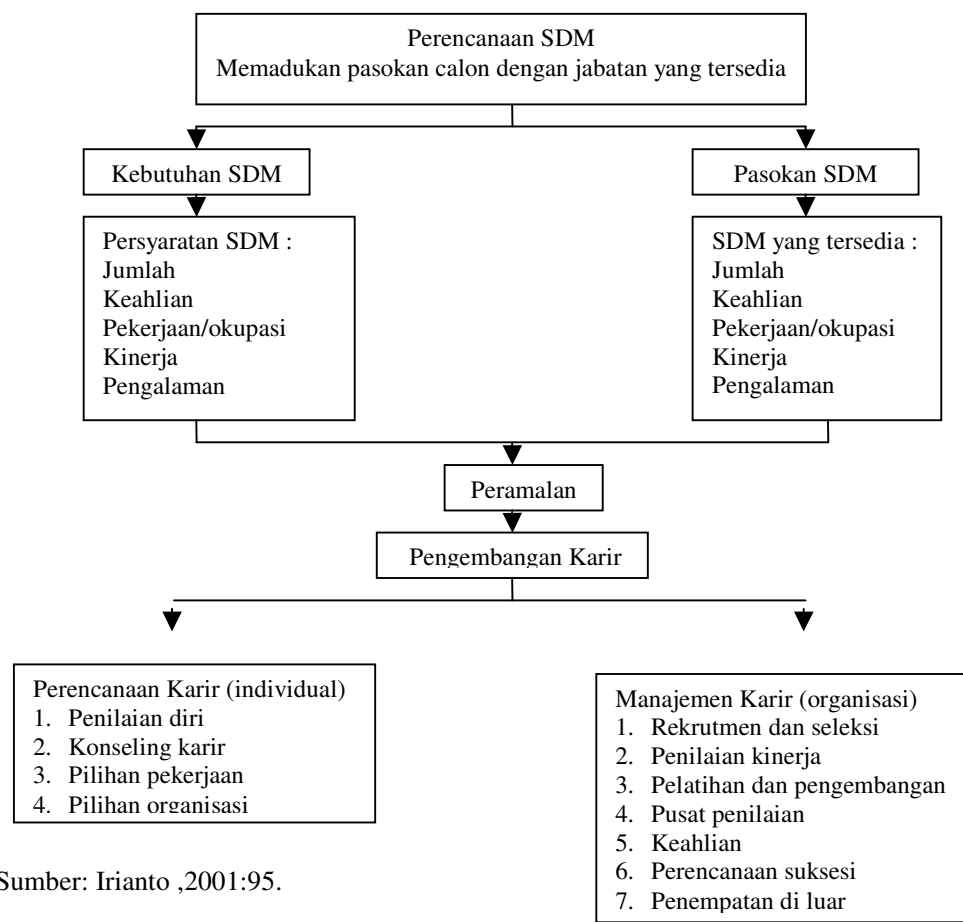 Perencanaan SDM
Memadukan pasokan calon dengan jabatan yang tersedia
Kebutuhan SDM
Pasokan SDM
Persyaratan SDM :
Jumlah
Keahlian
Pekerjaan/okupasi
Kinerja
Pengalaman
SDM yang tersedia :
Jumlah
Keahlian
Pekerjaan/okupasi
Kinerja
Pengalaman
Peramalan
Pengembangan Karir
Perencanaan Karir (individual)
1. Penilaian diri
2. Konseling karir
3. Pilihan pekerjaan
4. Pilihan organisasi
Manajemen Karir (organisasi)
1. Rekrutmen dan seleksi
2. Penilaian kinerja
3. Pelatihan dan pengembangan
4. Pusat penilaian
5. Keahlian
6. Perencanaan suksesi
7. Penempatan di luar
Sumber: Irianto ,2001:95.